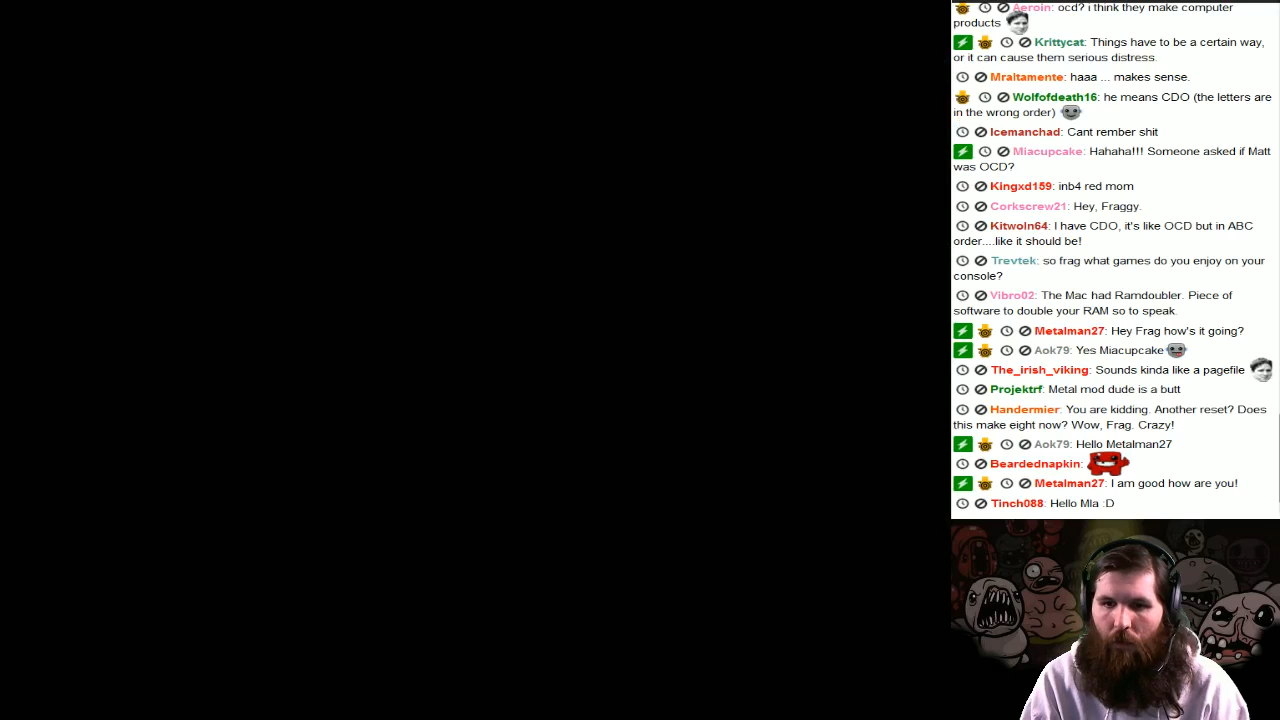 Aeroin: ocd? i think they make computer
products
Krittycat: Things have to be a certain way,
or it can cause them serious distress.
Mraltamente: haaa ... makes sense.
Wolfofdeath16: he means CDO (the letters are
in the wrong order)
Icemanchad: Cant rember shit
Miacupcake: Hahaha!!! Someone asked if Matt
was OCD?
Kingxd159: inb4 red mom
Corkscrew21: Hey, Fraggy.
Kitwoln64: I have CDO, it's like OCD but in ABC
order....like it should be!
Trevtek: so frag what games do you enjoy on your
console?
Vibro02: The Mac had Ramdoubler. Piece of
software to double your RAM so to speak.
Metalman27: Hey Frag how's it going?
Aok79: Yes Miacupcake
The_irish_viking: Sounds kinda like a pagefile
Projektrf: Metal mod dude is a butt
Handermier: You are kidding. Another reset? Does
this make eight now? Wow, Frag. Crazy!
Aok79: Hello Metalman27
Beardednapkin:
Metalman27: I am good how are you!
Tinch088: Hello Mla :D